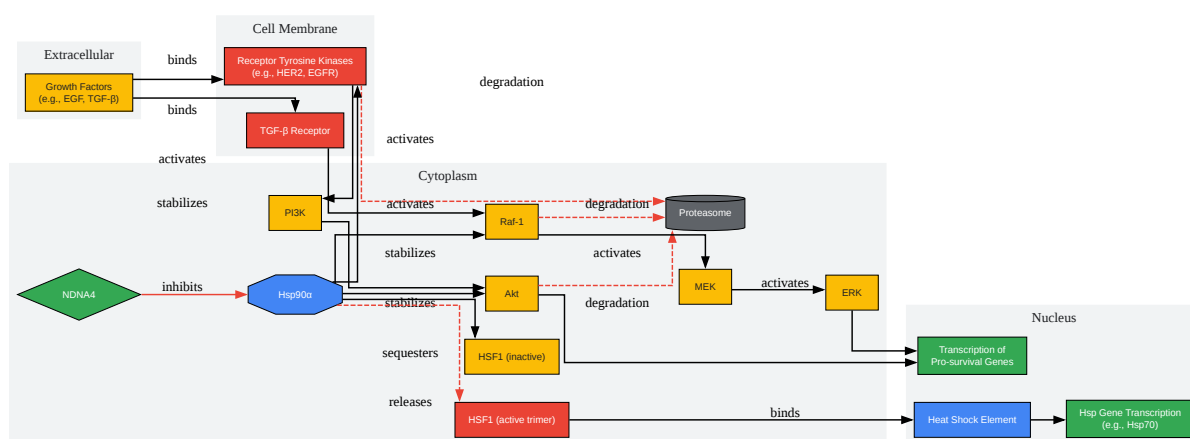 Cell Membrane
Extracellular
binds
Receptor Tyrosine Kinases
(e.g., HER2, EGFR)
degradation
Growth Factors
(e.g., EGF, TGF-β)
binds
TGF-β Receptor
activates
activates
Cytoplasm
stabilizes
PI3K
activates
Raf-1
degradation
Proteasome
stabilizes
activates
NDNA4
inhibits
Hsp90α
stabilizes
Akt
degradation
MEK
activates
ERK
Nucleus
sequesters
HSF1 (inactive)
Transcription of
Pro-survival Genes
releases
HSF1 (active trimer)
binds
Heat Shock Element
Hsp Gene Transcription
(e.g., Hsp70)